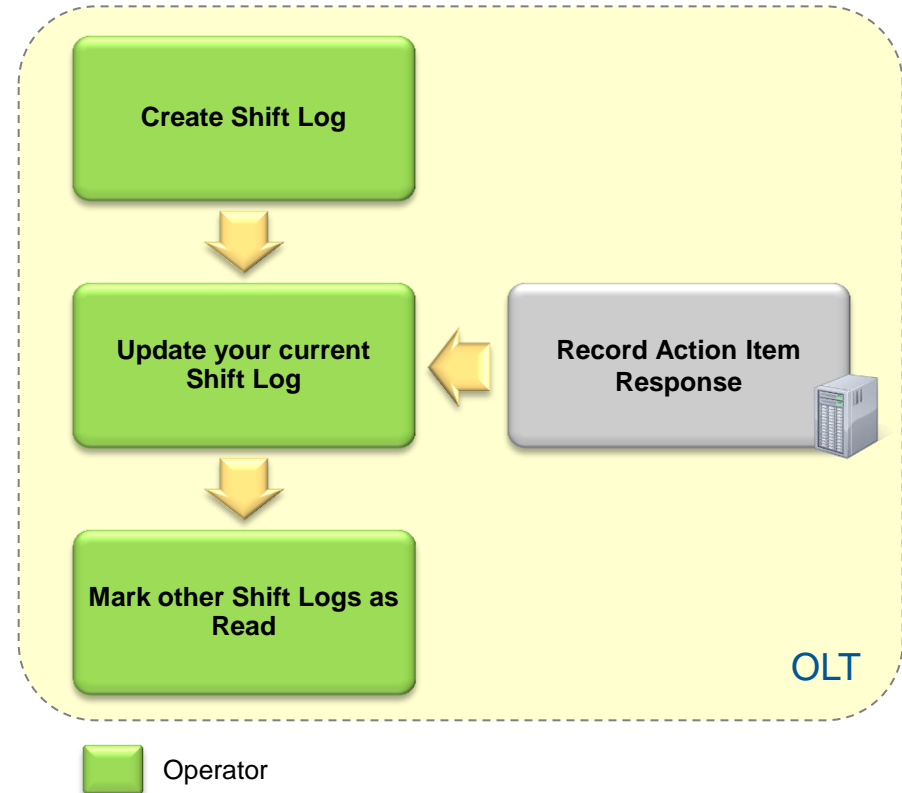 Create Shift Log
Update your current
Shift Log
Record Action Item
Response
Mark other Shift Logs as
Read
OLT
Operator